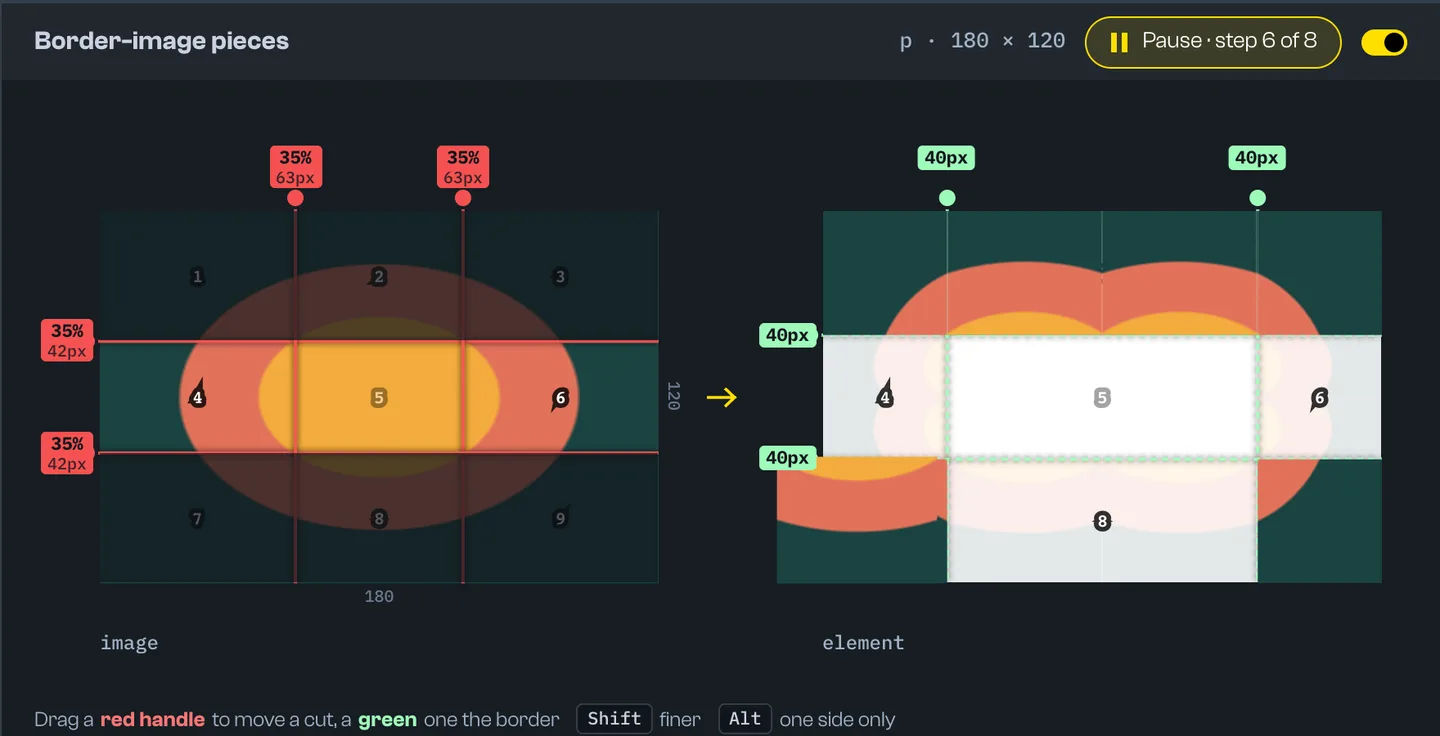 Border-image pieces
p · 180 × 120
Pause · step 6 of 8
35%
63px
35%
63px
40px
40px
1
2
3
35%
42px
40px
4
5
6
120
4
5
6
35%
42px
40px
7
8
9
8
180
image
element
Drag a red handle to move a cut, a green one the border Shift finer Alt one side only